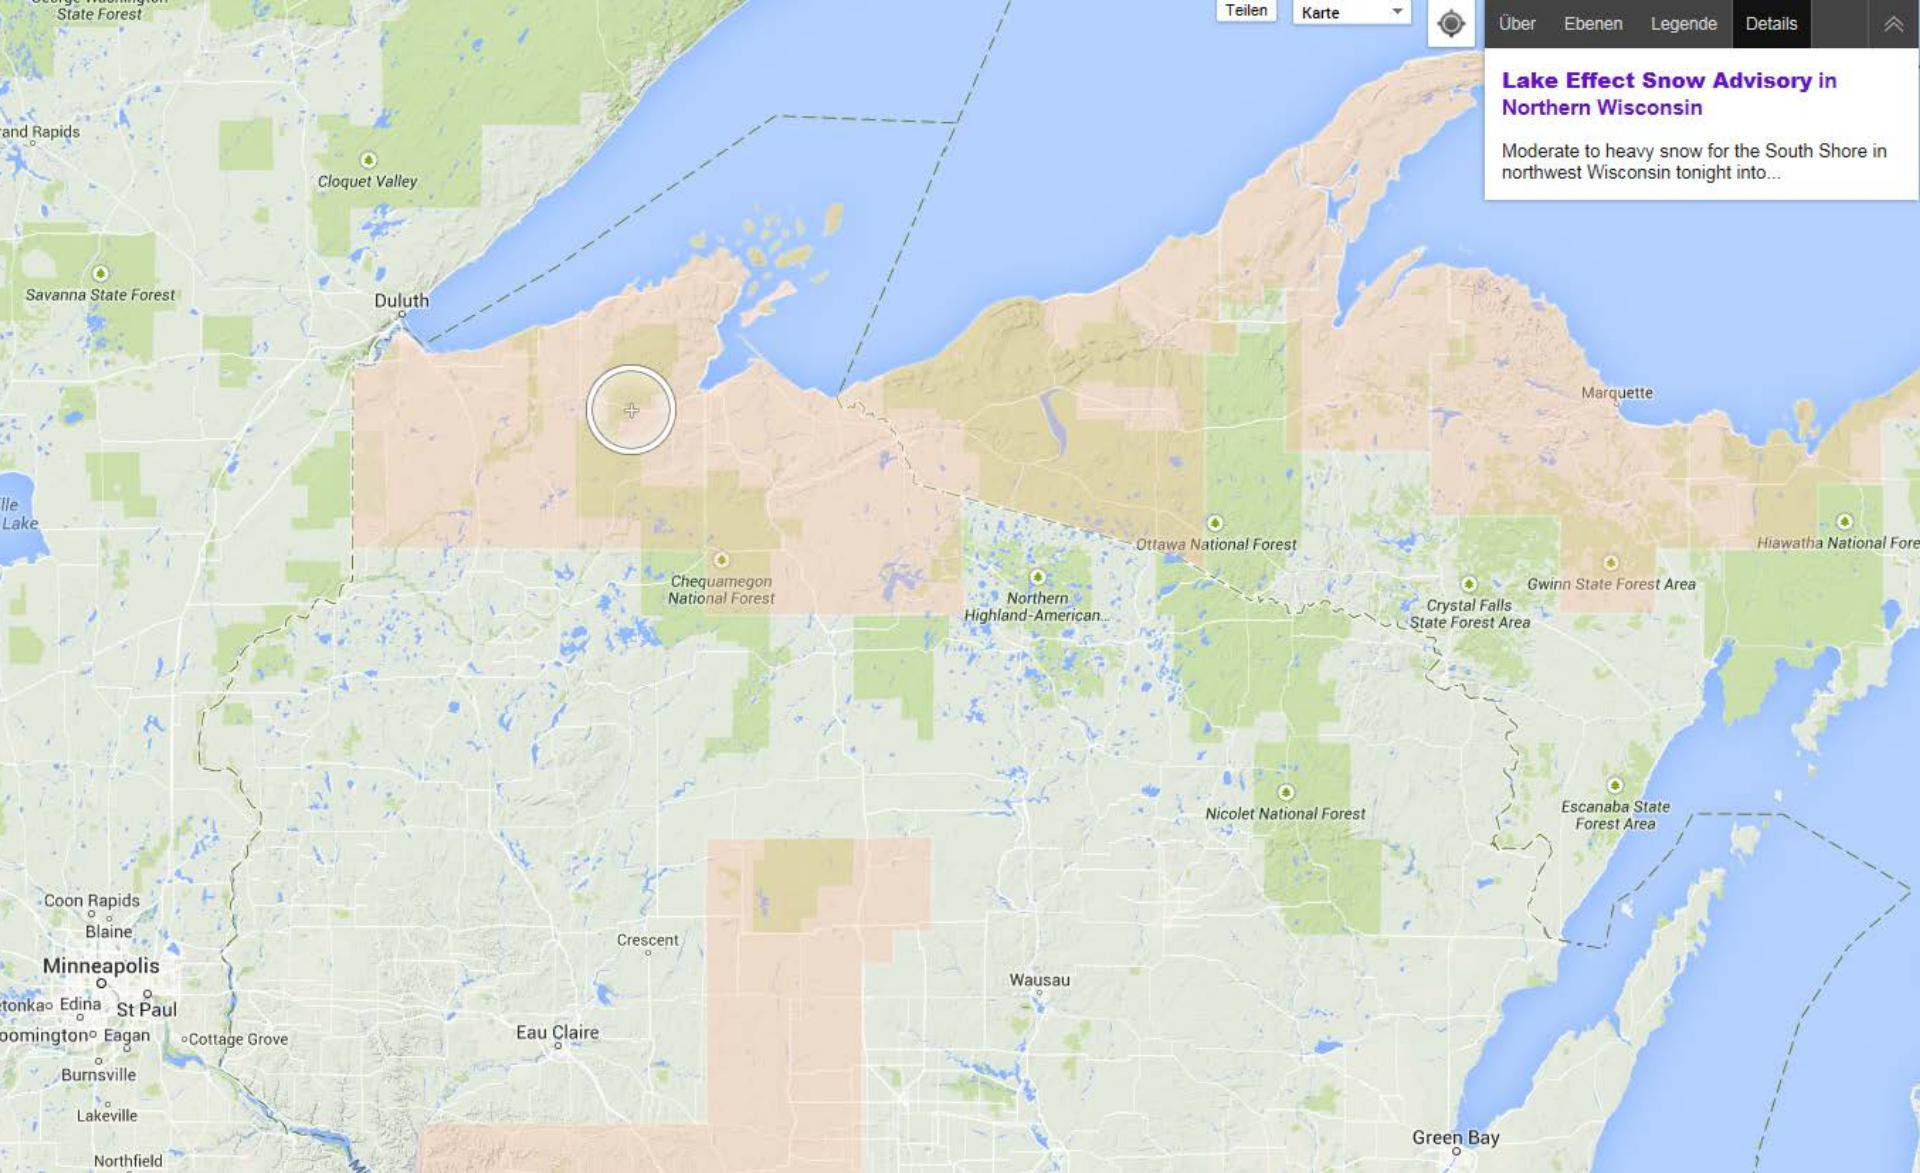 State Forest
Teilen
Karte
Über
Ebenen
Legende
Details
Lake Effect Snow Advisory in
Northern Wisconsin
Moderate to heavy snow for the South Shore in
northwest Wisconsin tonight into...
and Rapids
Cloquet Valley
Savanna State Forest
Duluth
Marquette
lle
Lake
Ottawa National Forest
Hiawatha National Fore
Chequamegon
National Forest
Northern
Highland-American...
Gwinn State Forest Area
Crystal Falls
State Forest Area
Nicolet National Forest
Escanaba State
Forest Area
Coon Rapids
Blaine
Crescent
Minneapolis
Wausau
etonka
Edina
St Paul
oomington
Eagan
Cottage Grove
Eau Claire
Burnsville
Lakeville
Green Bay
Northfield